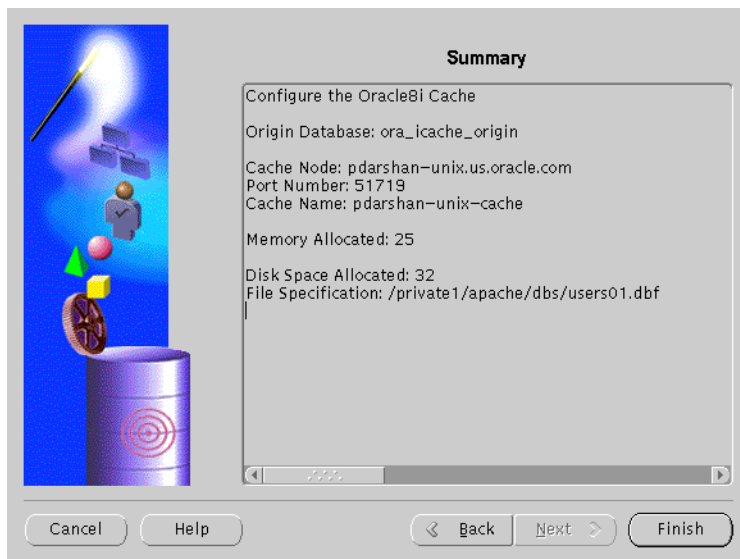 Summary
Configure the Oracle8i Cache
Origin Database: ora_icache_origin
Cache Node: pdarshan-unix.us.oracle.com
Port Number: 51719
Cache Name: pdarshan-unix-cache
Memory Allocated: 25
Disk Space Allocated: 32
File Specification: /private1/apache/dbs/users01.dbf
Cancel Help Back Next Finish